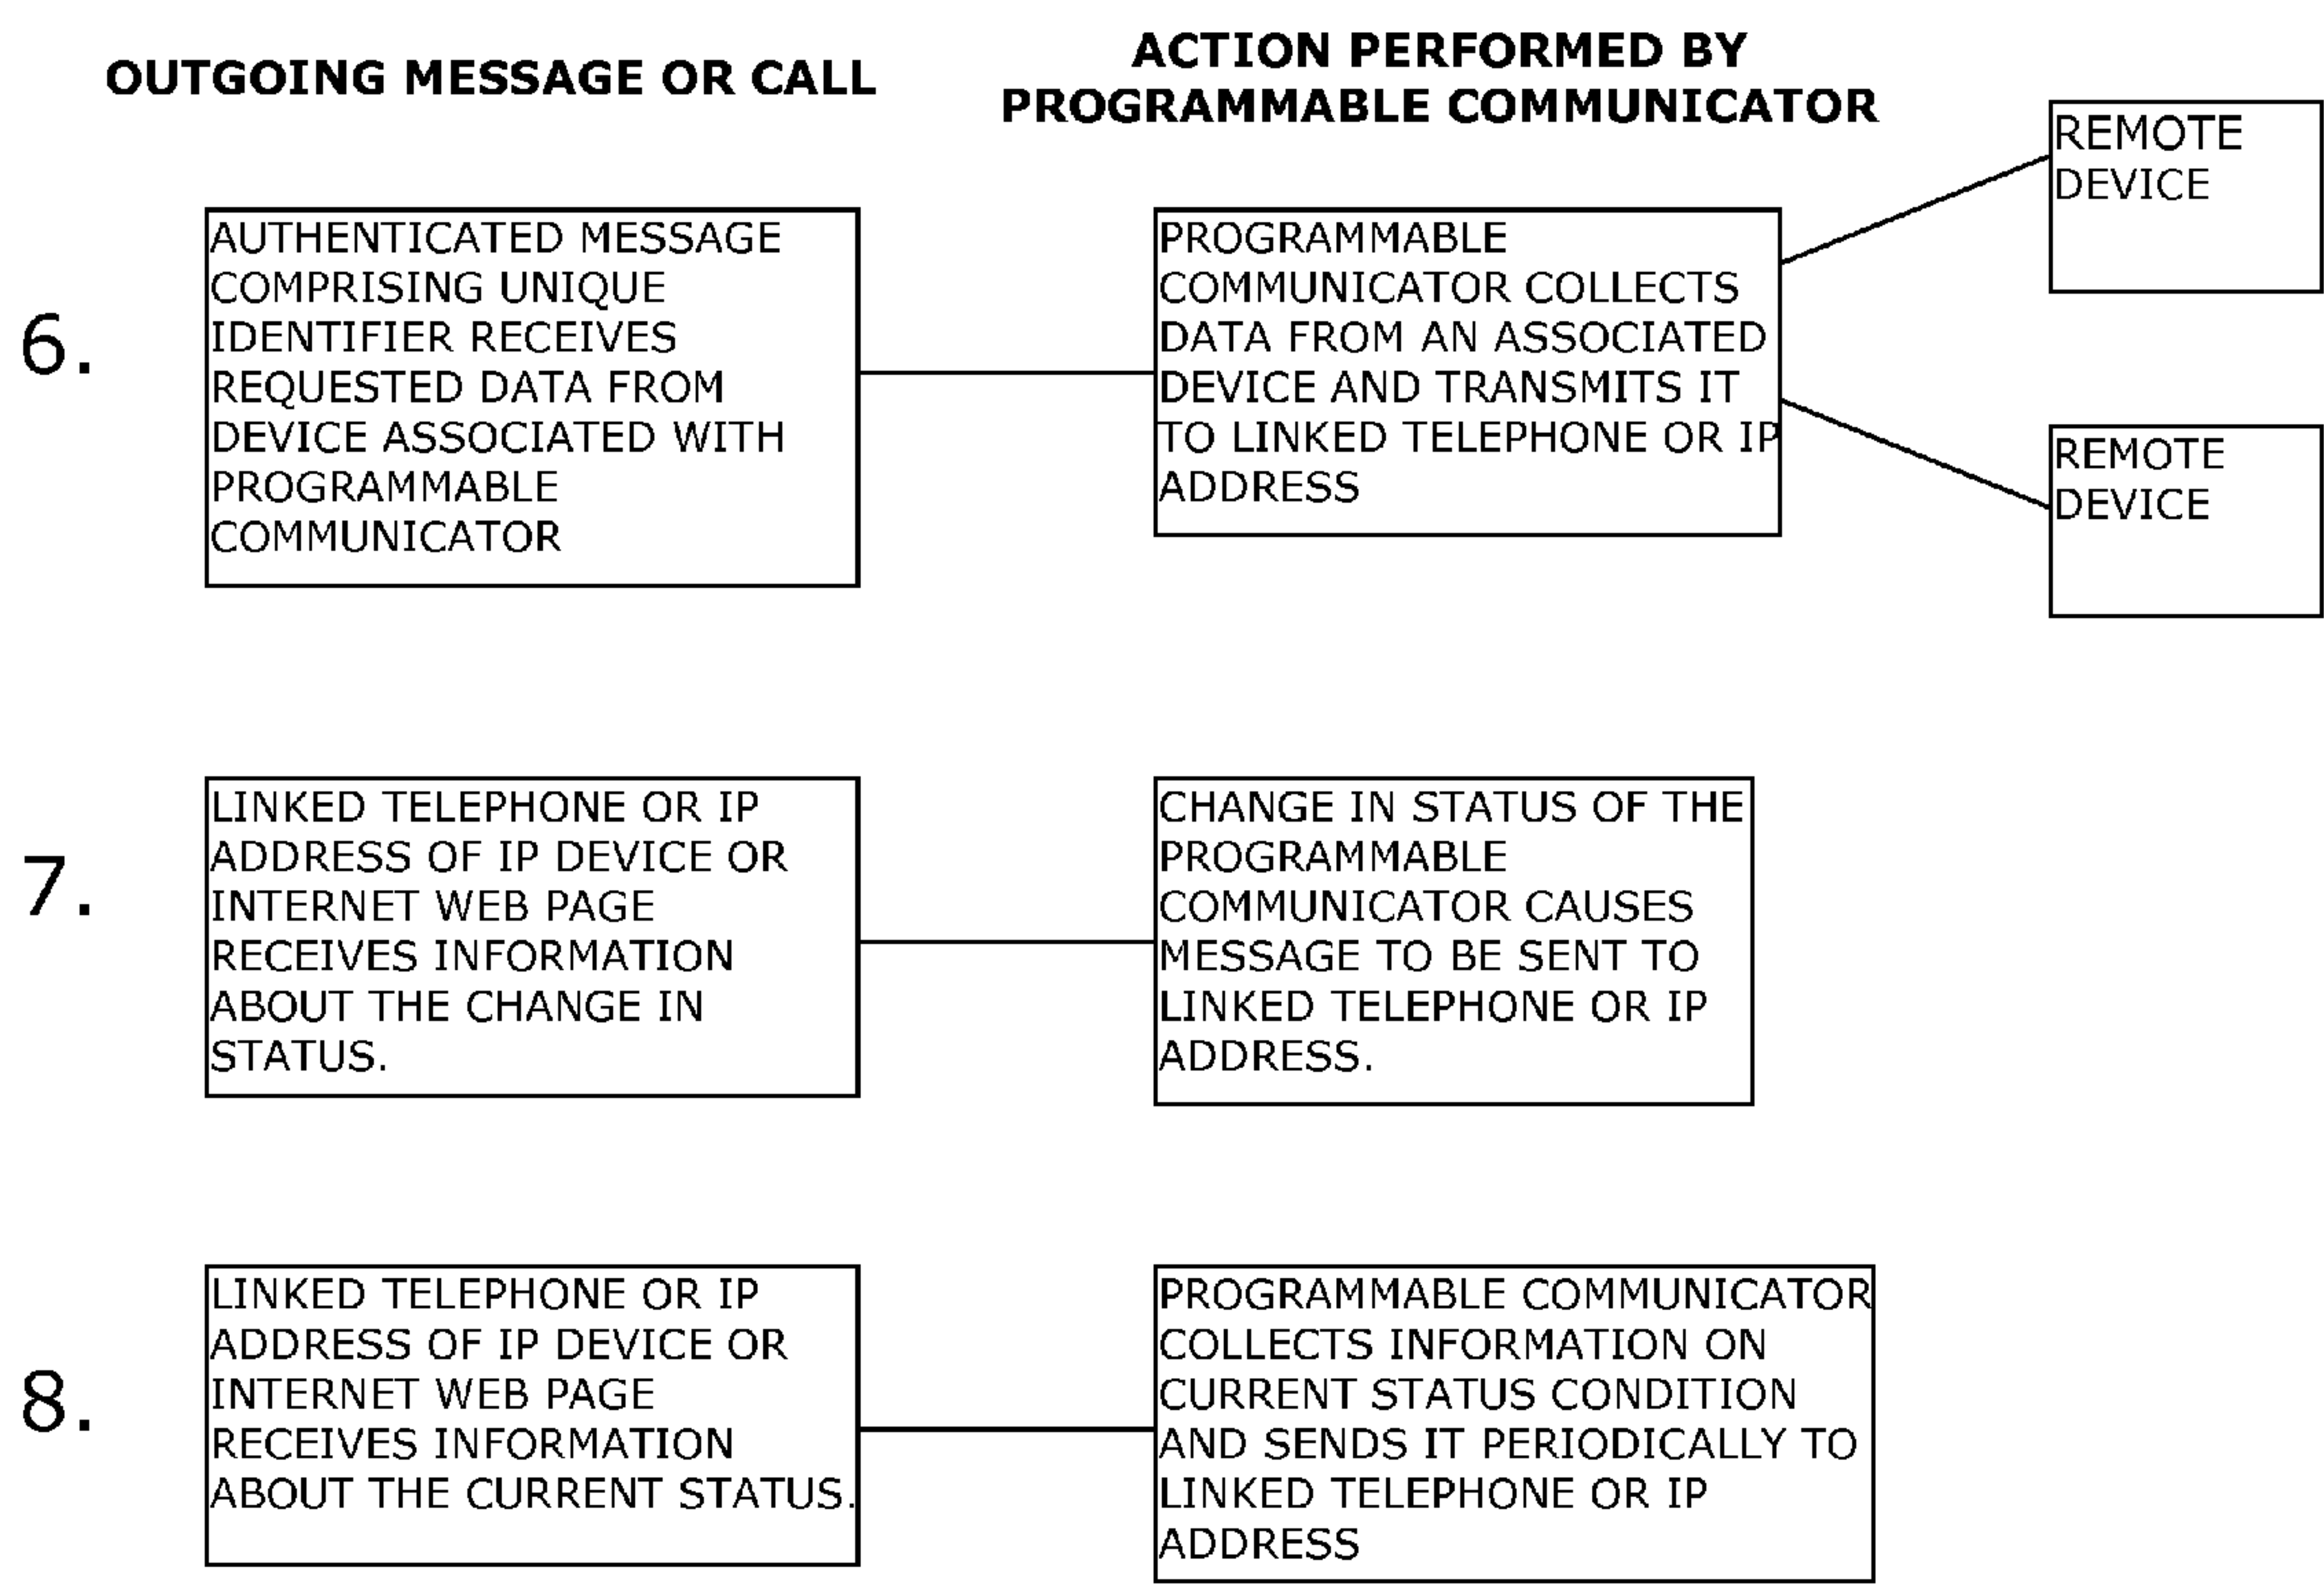 OUTGOING MESSAGE OR CALL
ACTION PERFORMED BY
PROGRAMMABLE COMMUNICATOR
6.
AUTHENTICATED MESSAGE
COMPRISING UNIQUE
IDENTIFIER RECEIVES
REQUESTED DATA FROM
DEVICE ASSOCIATED WITH
PROGRAMMABLE
COMMUNICATOR
PROGRAMMABLE
COMMUNICATOR COLLECTS
DATA FROM AN ASSOCIATED
DEVICE AND TRANSMITS IT
TO LINKED TELEPHONE OR IP
ADDRESS
REMOTE
DEVICE
REMOTE
DEVICE
7.
LINKED TELEPHONE OR IP
ADDRESS OF IP DEVICE OR
INTERNET WEB PAGE
RECEIVES INFORMATION
ABOUT THE CHANGE IN
STATUS.
CHANGE IN STATUS OF THE
PROGRAMMABLE
COMMUNICATOR CAUSES
MESSAGE TO BE SENT TO
LINKED TELEPHONE OR IP
ADDRESS.
8.
LINKED TELEPHONE OR IP
ADDRESS OF IP DEVICE OR
INTERNET WEB PAGE
RECEIVES INFORMATION
ABOUT THE CURRENT STATUS.
PROGRAMMABLE COMMUNICATOR
COLLECTS INFORMATION ON
CURRENT STATUS CONDITION
AND SENDS IT PERIODICALLY TO
LINKED TELEPHONE OR IP
ADDRESS